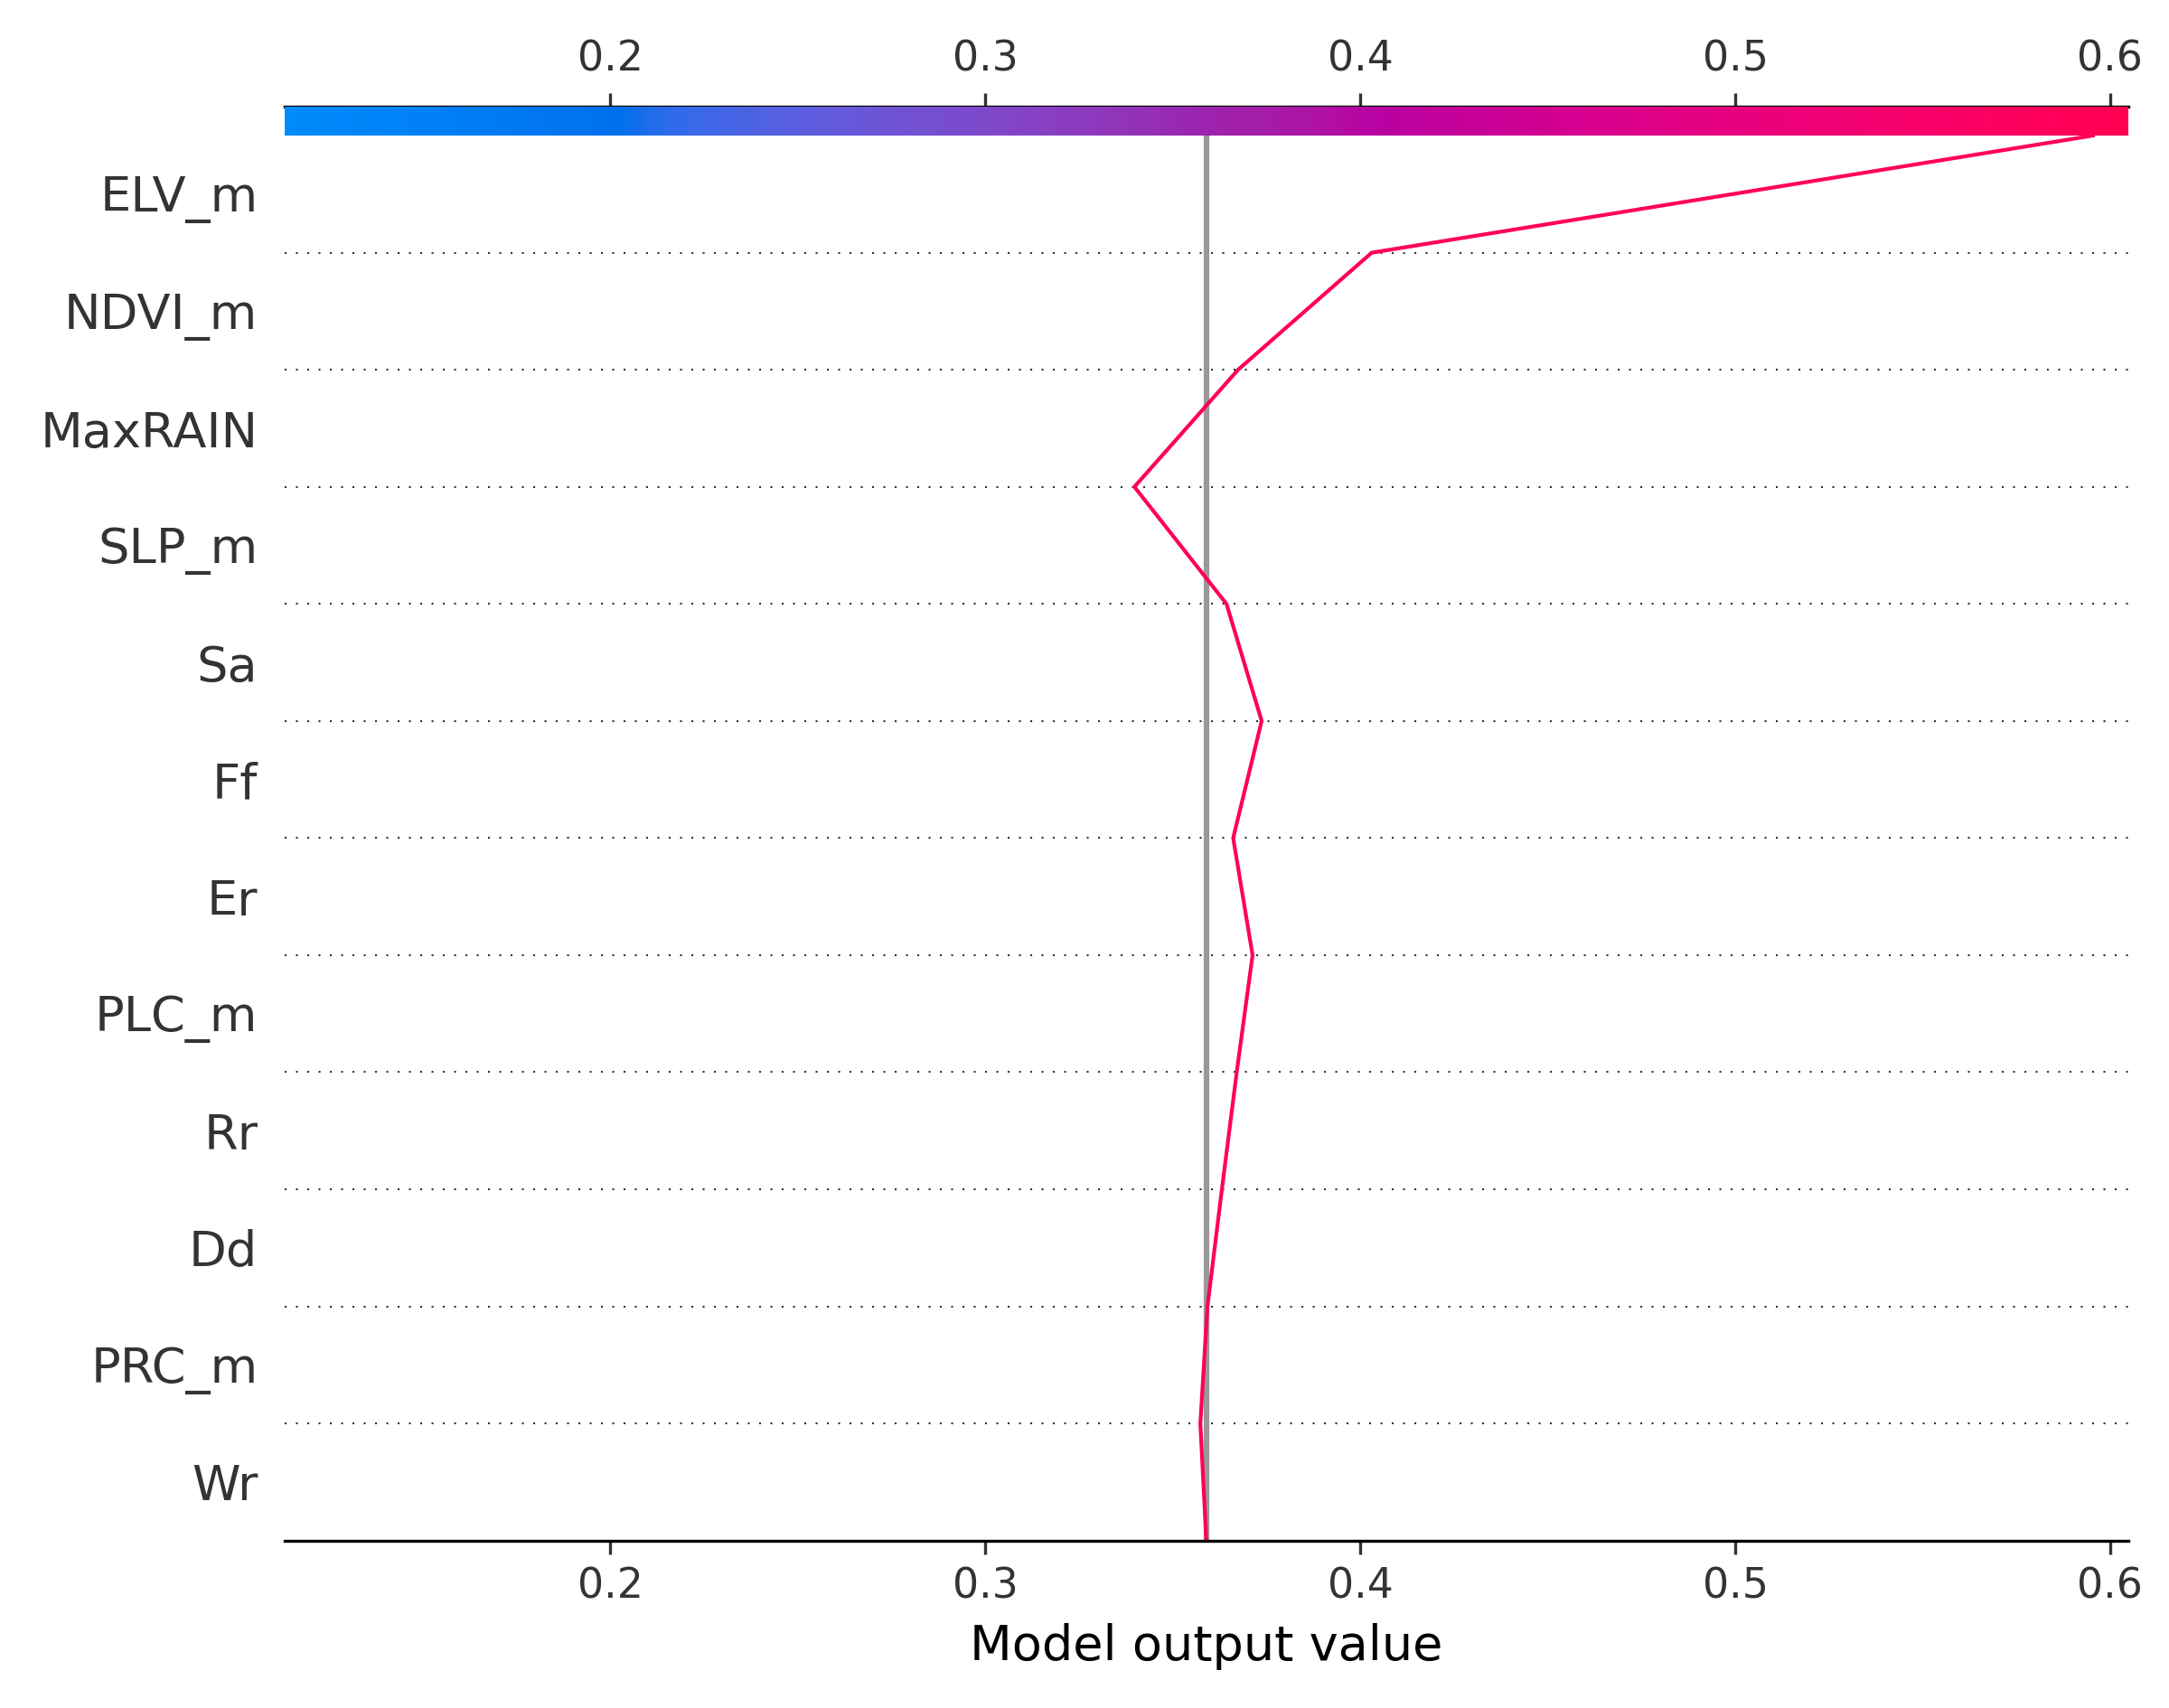 0.2 0.3 0.4 0.5 0.6
ELV_m
NDVI_m
MaxRAIN
SLP_m
Sa
Ff
Er
PLC_m
Rr
Dd
PRC_m
Wr
0.2 0.3 0.4 0.5 0.6
Model output value